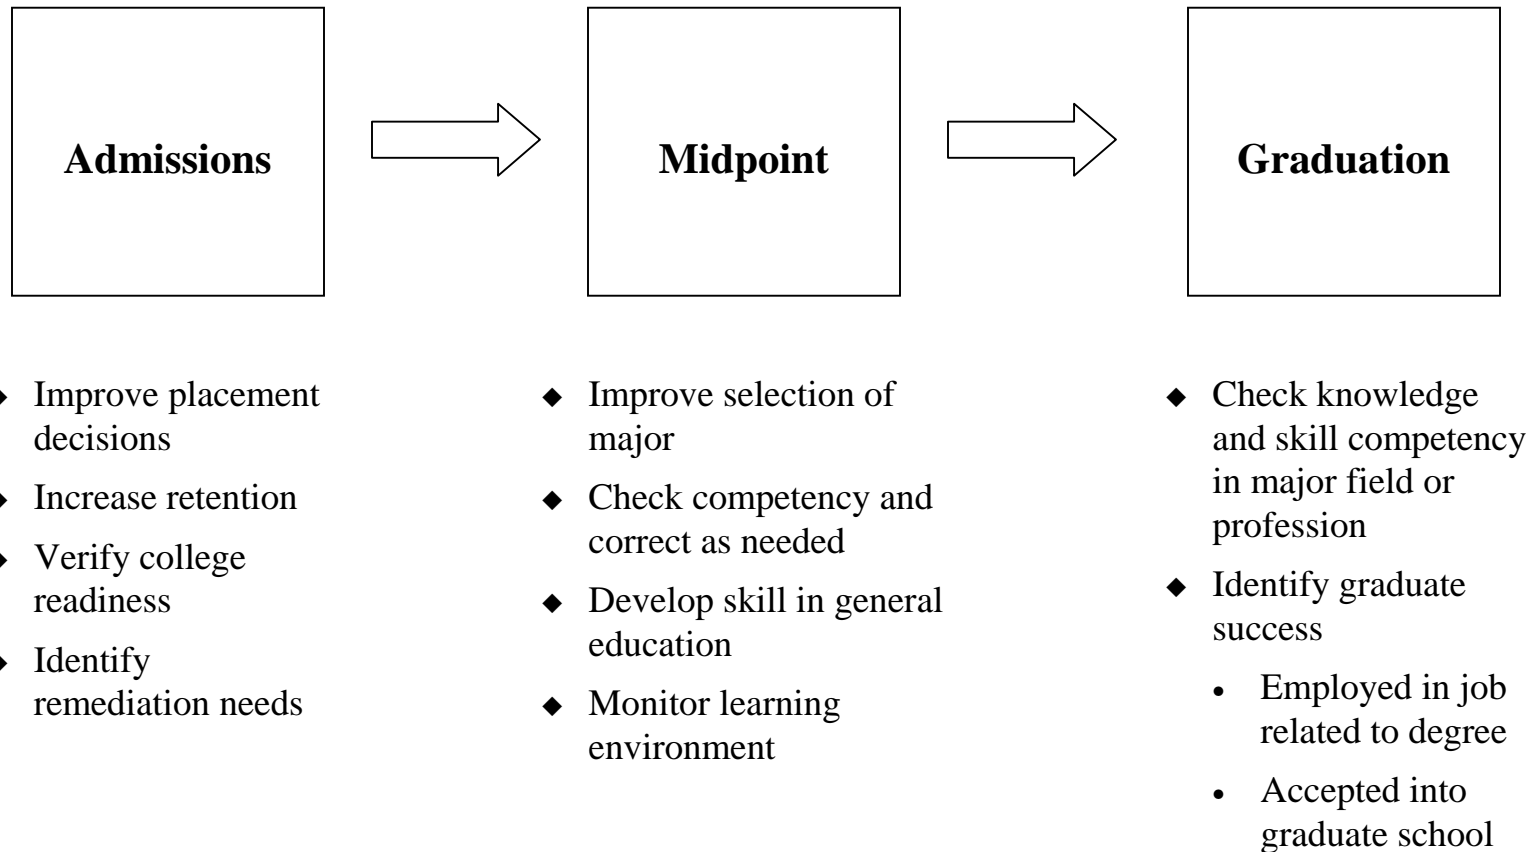 Admissions
Midpoint
Graduation
◆ Improve placement
decisions
◆ Increase retention
◆ Verify college
readiness
◆ Identify
remediation needs
◆ Improve selection of
major
◆ Check competency and
correct as needed
◆ Develop skill in general
education
◆ Monitor learning
environment
◆ Check knowledge
and skill competency
in major field or
profession
◆ Identify graduate
success
• Employed in job
related to degree
• Accepted into
graduate school